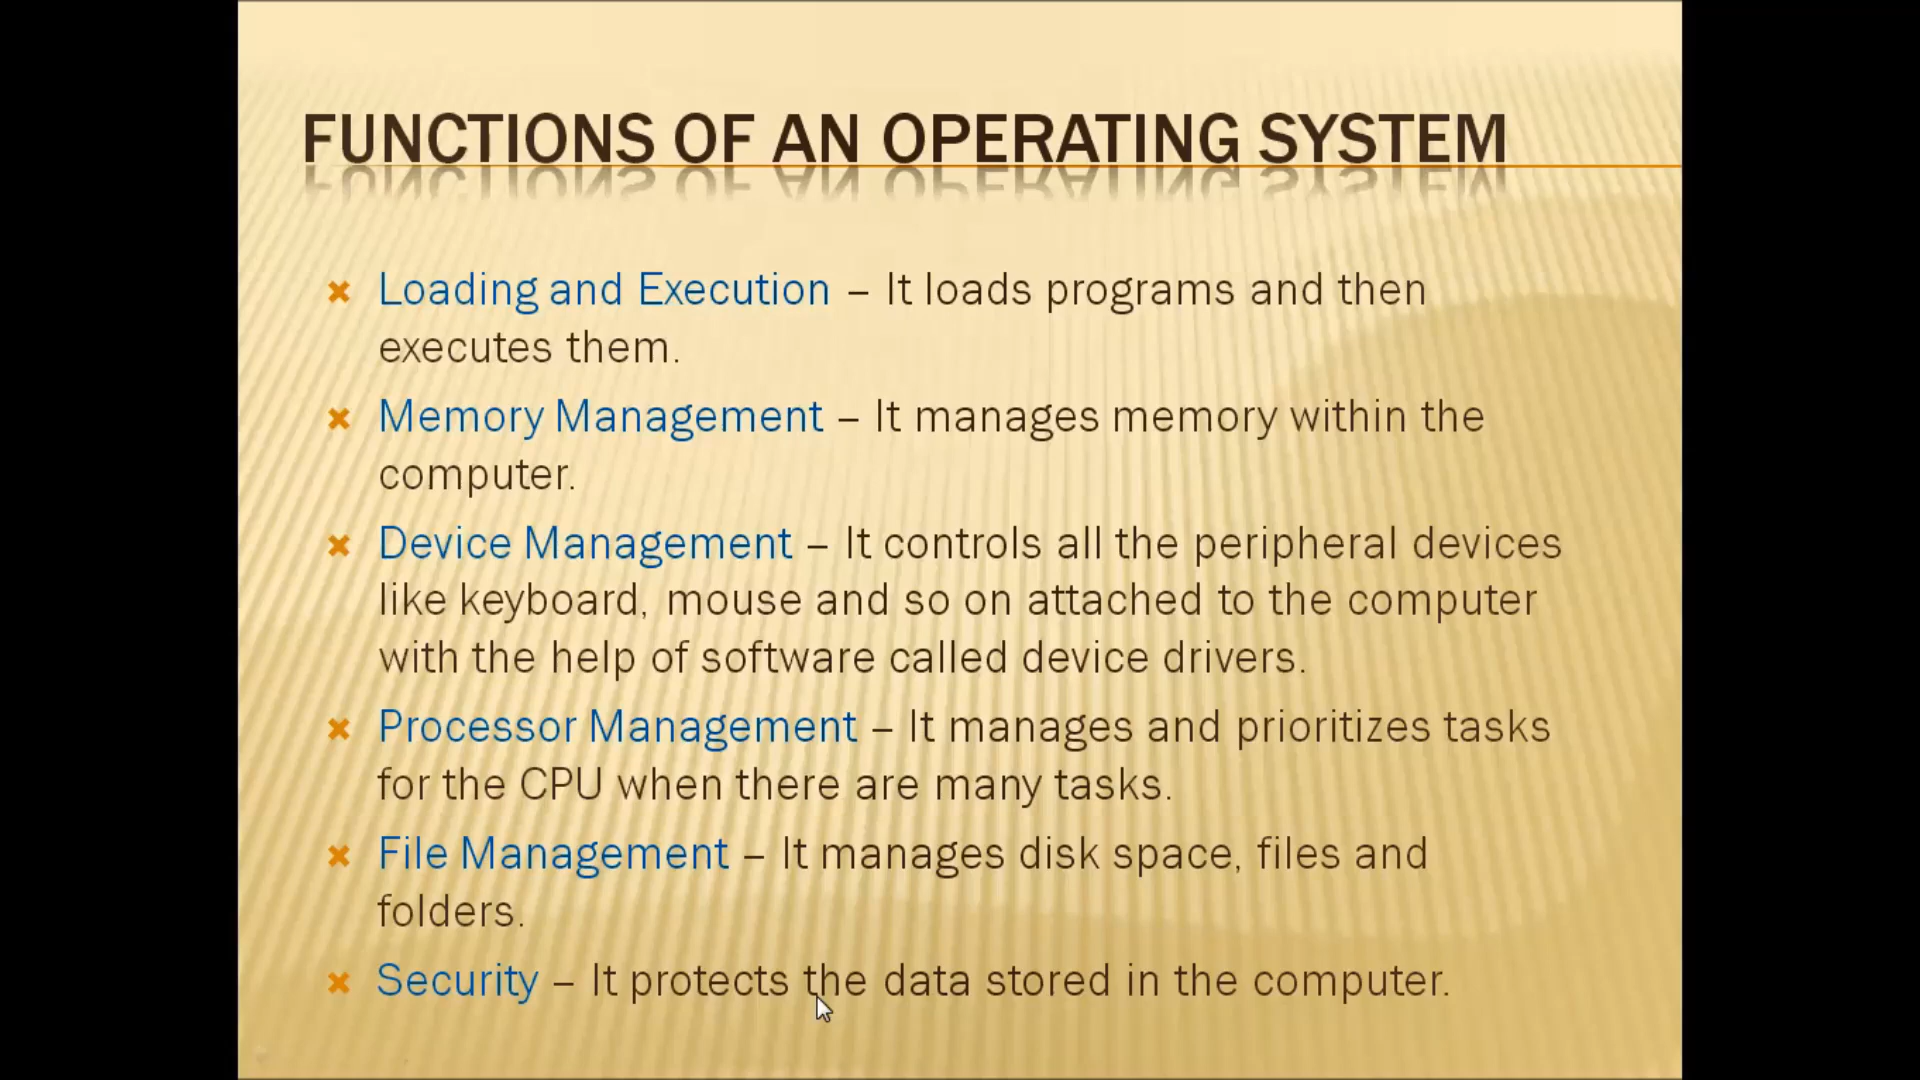 FUNCTIONS OF AN OPERATING SYSTEM
Loading and Execution – It loads programs and then
executes them.
Memory Management – It manages memory within the
computer.
Device Management – It controls all the peripheral devices
like keyboard, mouse and so on attached to the computer
with the help of software called device drivers.
Processor Management – It manages and prioritizes tasks
for the CPU when there are many tasks.
File Management – It manages disk space, files and
folders.
Security – It protects the data stored in the computer.